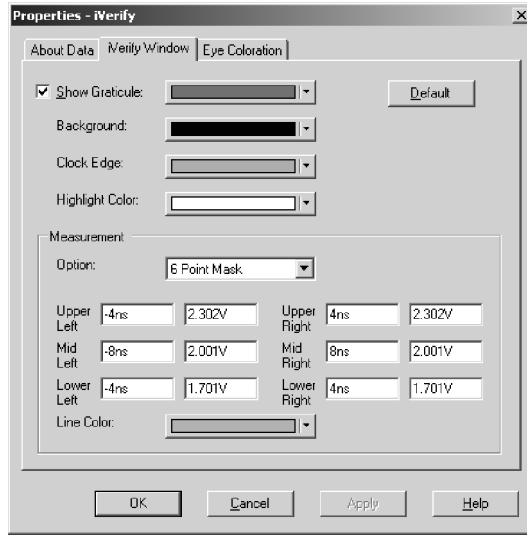 Properties - iVerify
About Data iVerify Window Eye Coloration
Show Graticule:
Default
Background:
Clock Edge:
Highlight Color:
Measurement
Option: 6 Point Mask
Upper Left -4ns 2.302V Upper Right 4ns 2.302V
Mid Left -8ns 2.001V Mid Right 8ns 2.001V
Lower Left -4ns 1.701V Lower Right 4ns 1.701V
Line Color:
OK Cancel Apply Help